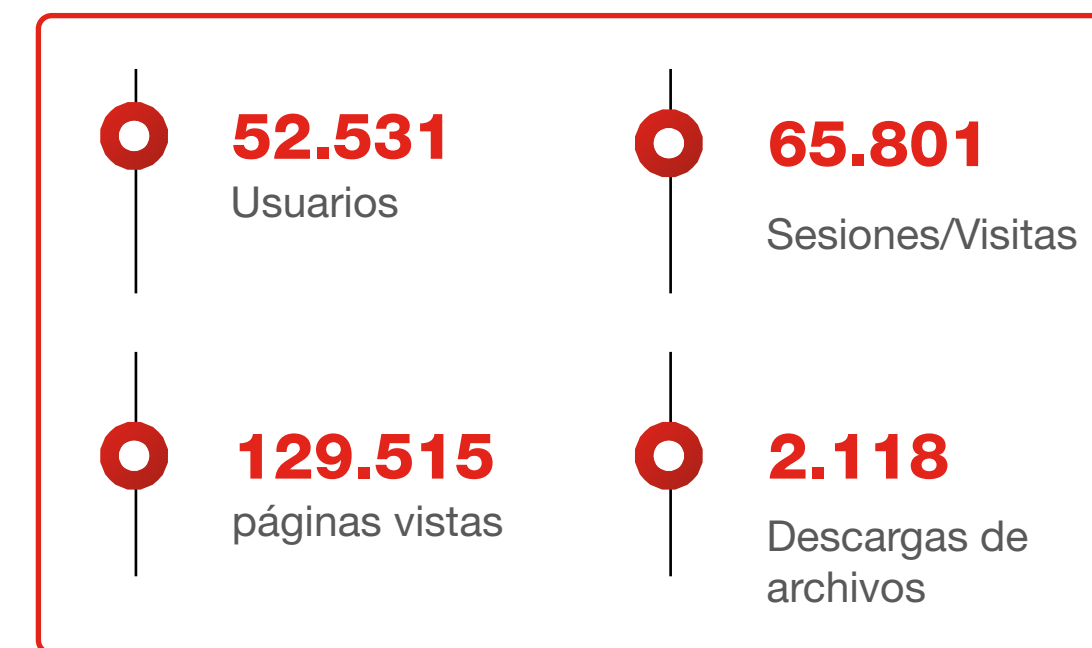 52.531
Usuarios
65.801
Sesiones/Visitas
129.515
páginas vistas
2.118
Descargas de
archivos